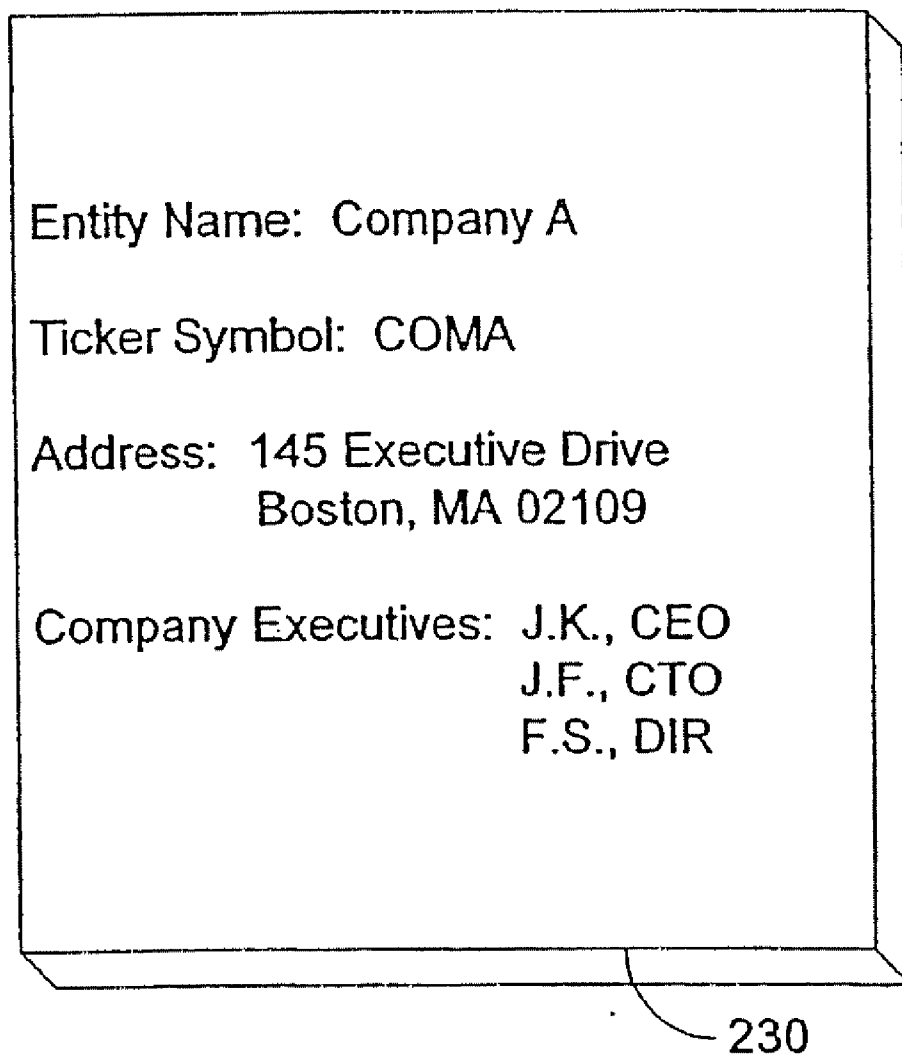 Entity Name: Company A
Ticker Symbol: COMA
Address: 145 Executive Drive
Boston, MA 02109
Company Executives: J.K., CEO
J.F., CTO
F.S., DIR
230